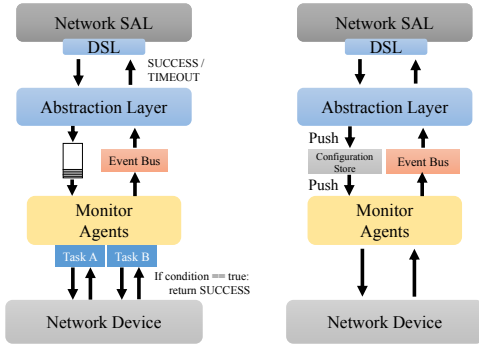 Network SAL
DSL
SUCCESS /
TIMEOUT
Abstraction Layer
Event Bus
Monitor
Agents
Task A
Task B
If condition == true:
return SUCCESS
Network Device
Network SAL
DSL
Abstraction Layer
Push
Configuration
Store
Event Bus
Push
Monitor
Agents
Network Device